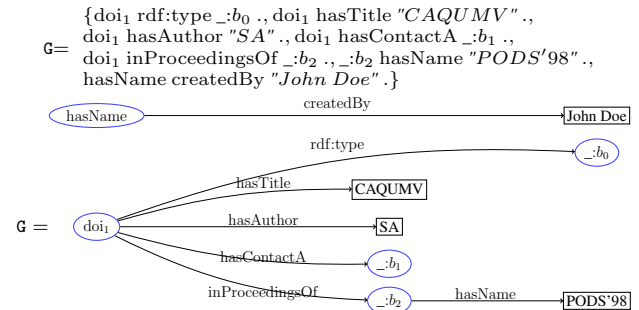 {doi₁ rdf:type _:b₀ ., doi₁ hasTitle "CAQUMV" .,
G= doi₁ hasAuthor "SA" ., doi₁ hasContactA _:b₁ .,
doi₁ inProceedingsOf _:b₂ ., _:b₂ hasName "PODS'98" .,
hasName createdBy "John Doe" .}
hasName createdBy John Doe
rdf:type _:b₀
hasTitle CAQUMV
G = doi₁ hasAuthor SA
hasContactA _:b₁
inProceedingsOf _:b₂ hasName PODS'98